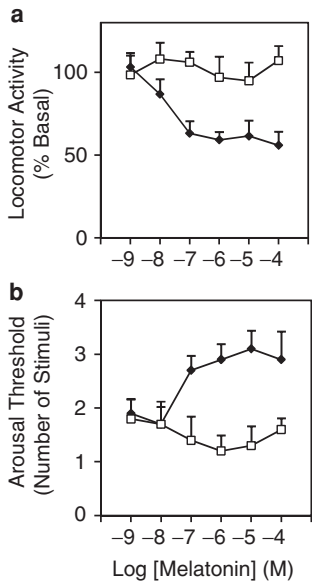 a
Locomotor Activity
(% Basal)
100
50
0
–9 –8 –7 –6 –5 –4
b
Arousal Threshold
(Number of Stimuli)
4
3
2
1
0
–9 –8 –7 –6 –5 –4
Log [Melatonin] (M)